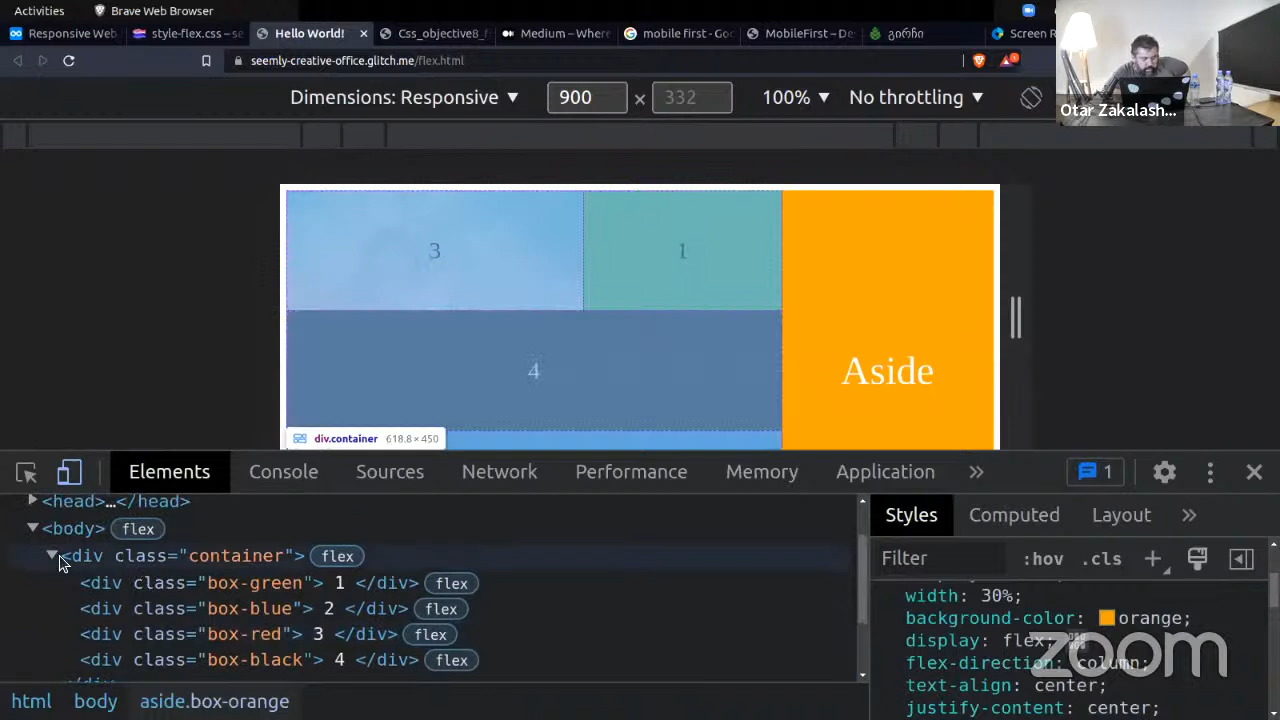 Activities
Brave Web Browser
Responsive Web
style-flex.css – se
Hello World!
Css_objective8_f
Medium – Where
mobile first - Goo
MobileFirst – De
გირჩი
Screen R
seemly-creative-office.glitch.me/flex.html
Dimensions: Responsive
900
×
332
100%
No throttling
Otar Zakalash...
3
1
4
Aside
div.container 618.8 × 450
Elements
Console
Sources
Network
Performance
Memory
Application
»
1
<head>…</head>
<body> flex
<div class="container"> flex
<div class="box-green"> 1 </div> flex
<div class="box-blue"> 2 </div> flex
<div class="box-red"> 3 </div> flex
<div class="box-black"> 4 </div> flex
</div>
html
body
aside.box-orange
Styles
Computed
Layout
»
Filter
:hov
.cls
+
width: 30%;
background-color: orange;
display: flex;
flex-direction: column;
text-align: center;
justify-content: center;
zoom